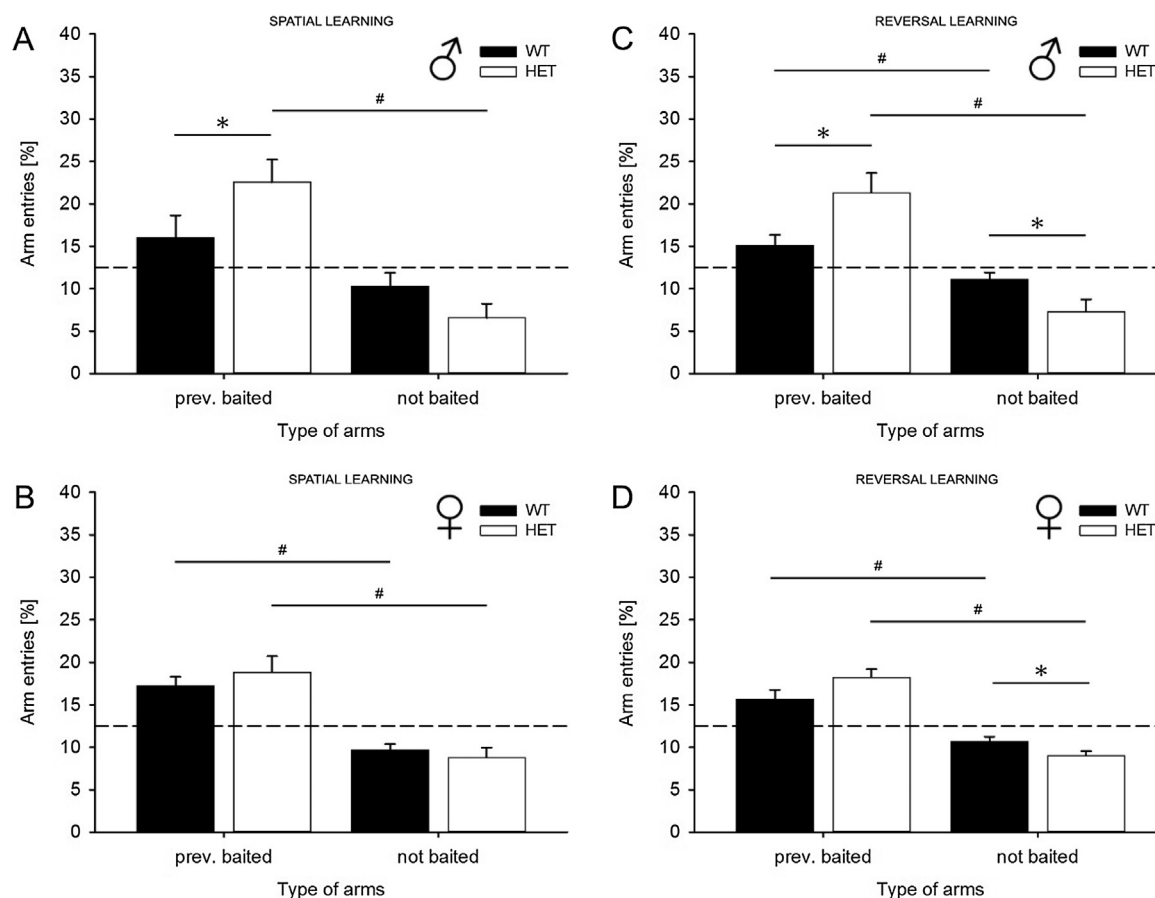 A
SPATIAL LEARNING
WT
HET
40
35
30
25
20
15
10
5
0
Arm entries [%]
*
#
prev. baited
not baited
Type of arms
C
REVERSAL LEARNING
WT
HET
40
35
30
25
20
15
10
5
0
Arm entries [%]
#
#
*
*
prev. baited
not baited
Type of arms
B
SPATIAL LEARNING
WT
HET
40
35
30
25
20
15
10
5
0
Arm entries [%]
#
#
prev. baited
not baited
Type of arms
D
REVERSAL LEARNING
WT
HET
40
35
30
25
20
15
10
5
0
Arm entries [%]
#
#
*
prev. baited
not baited
Type of arms